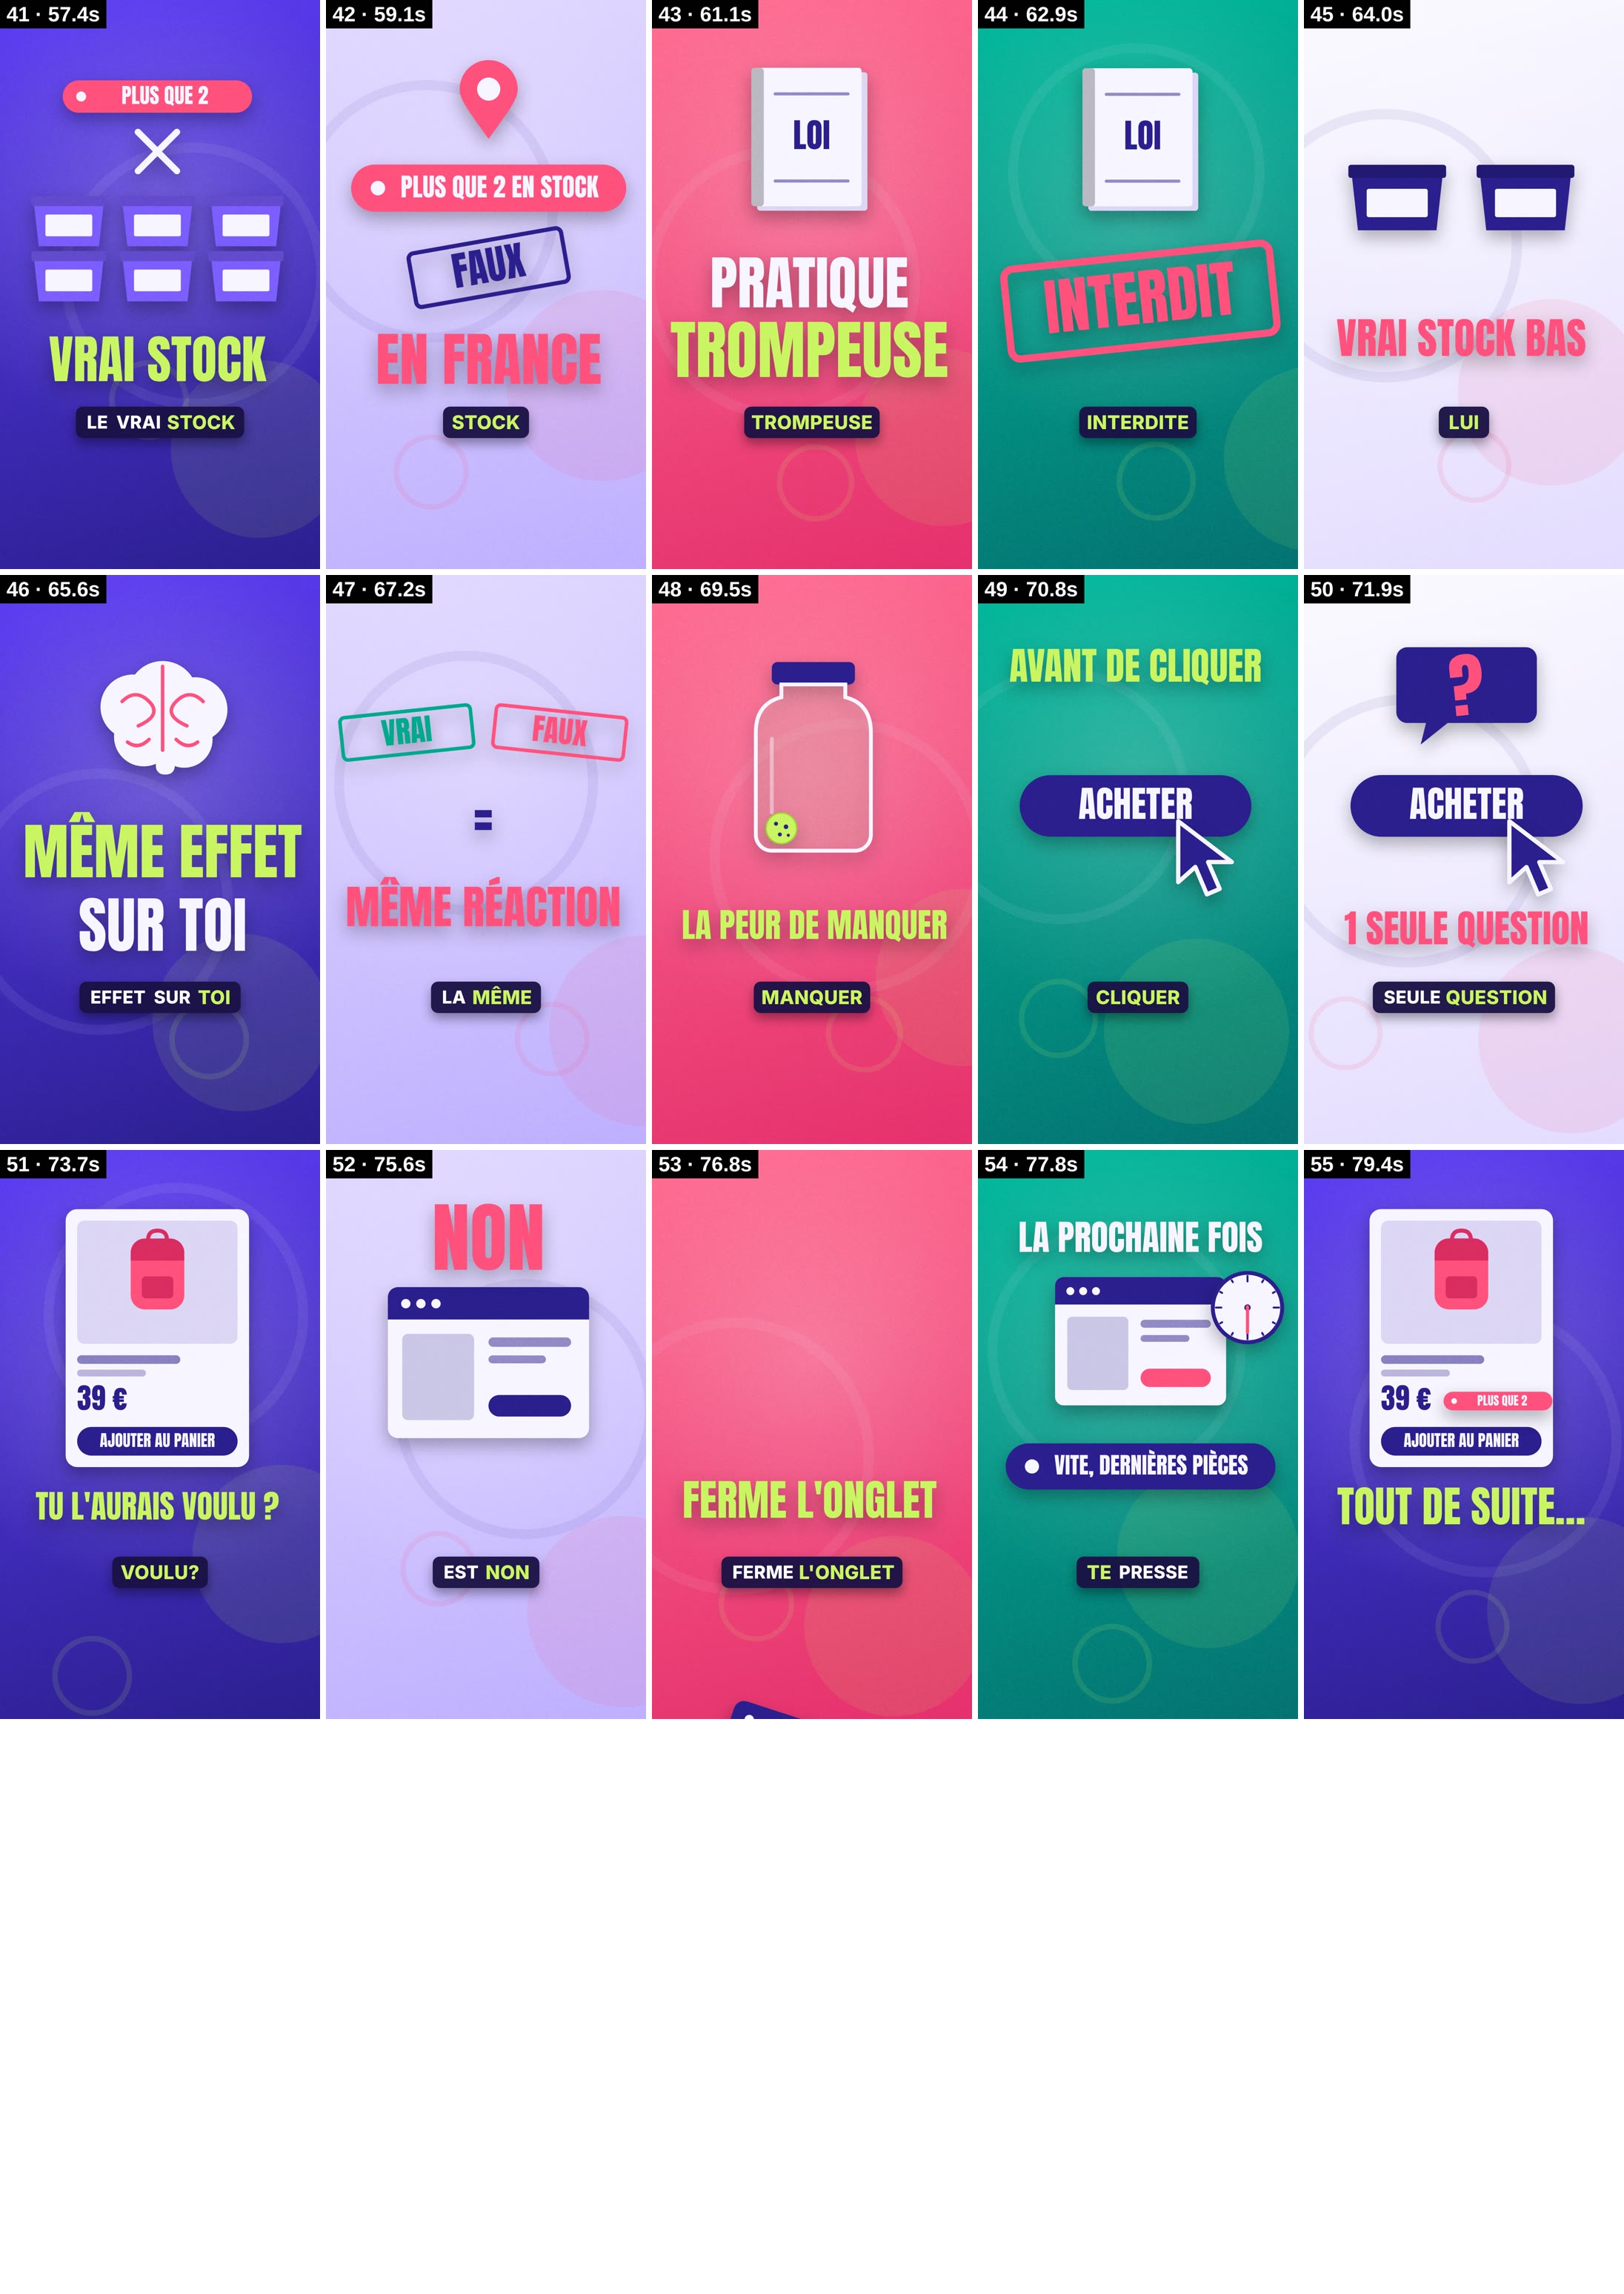 41 · 57.4s
PLUS QUE 2
VRAI STOCK
LE VRAI STOCK
42 · 59.1s
PLUS QUE 2 EN STOCK
FAUX
EN FRANCE
STOCK
43 · 61.1s
LOI
PRATIQUE
TROMPEUSE
TROMPEUSE
44 · 62.9s
LOI
INTERDIT
INTERDITE
45 · 64.0s
VRAI STOCK BAS
LUI
46 · 65.6s
MÊME EFFET
SUR TOI
EFFET SUR TOI
47 · 67.2s
VRAI
FAUX
=
MÊME RÉACTION
LA MÊME
48 · 69.5s
LA PEUR DE MANQUER
MANQUER
49 · 70.8s
AVANT DE CLIQUER
ACHETER
CLIQUER
50 · 71.9s
?
ACHETER
1 SEULE QUESTION
SEULE QUESTION
51 · 73.7s
39 €
AJOUTER AU PANIER
TU L'AURAIS VOULU ?
VOULU?
52 · 75.6s
NON
EST NON
53 · 76.8s
FERME L'ONGLET
FERME L'ONGLET
54 · 77.8s
LA PROCHAINE FOIS
VITE, DERNIÈRES PIÈCES
TE PRESSE
55 · 79.4s
39 €
PLUS QUE 2
AJOUTER AU PANIER
TOUT DE SUITE...